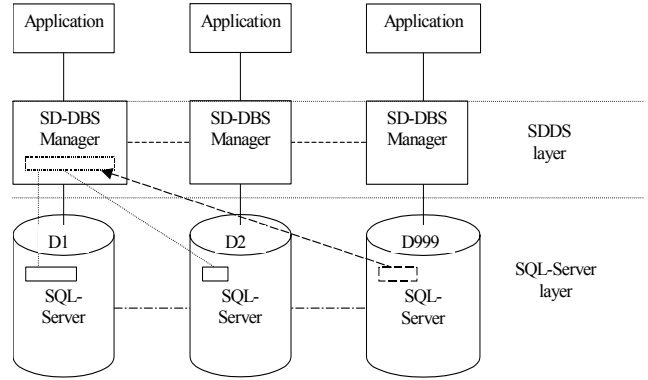 Application
Application
Application
SD-DBS
Manager
SD-DBS
Manager
SD-DBS
Manager
SDDS
layer
D1
D2
D999
SQL-
Server
SQL-
Server
SQL-
Server
SQL-Server
layer